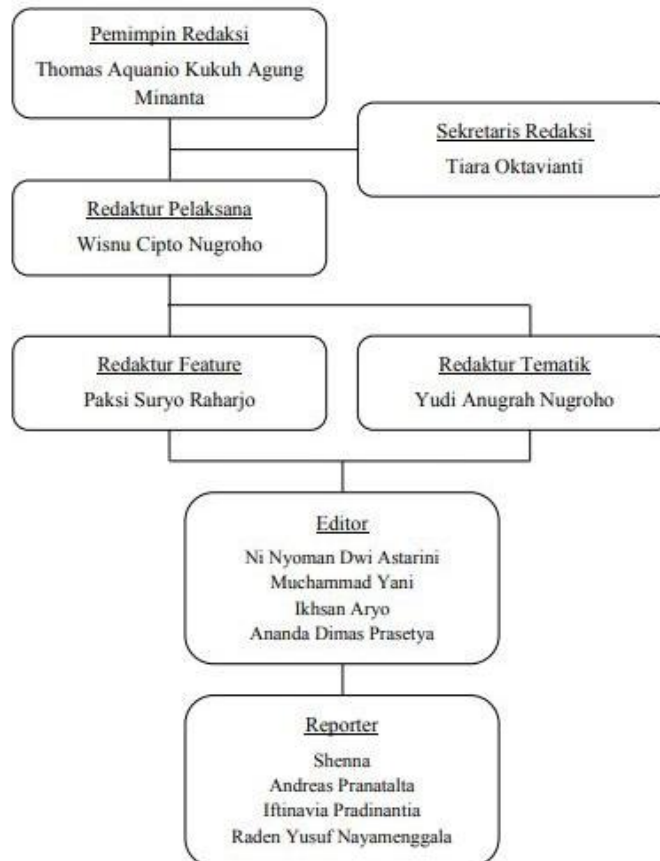 Pemimpin Redaksi
Thomas Aquanio Kukuh Agung
Minanta
Sekretaris Redaksi
Tiara Oktavianti
Redaktur Pelaksana
Wisnu Cipto Nugroho
Redaktur Feature
Paksi Suryo Raharjo
Redaktur Tematik
Yudi Anugrah Nugroho
Editor
Ni Nyoman Dwi Astarini
Muchammad Yani
Ikhsan Aryo
Ananda Dimas Prasetya
Reporter
Shenna
Andreas Pranatalta
Iftinavia Pradinantia
Raden Yusuf Nayamenggala